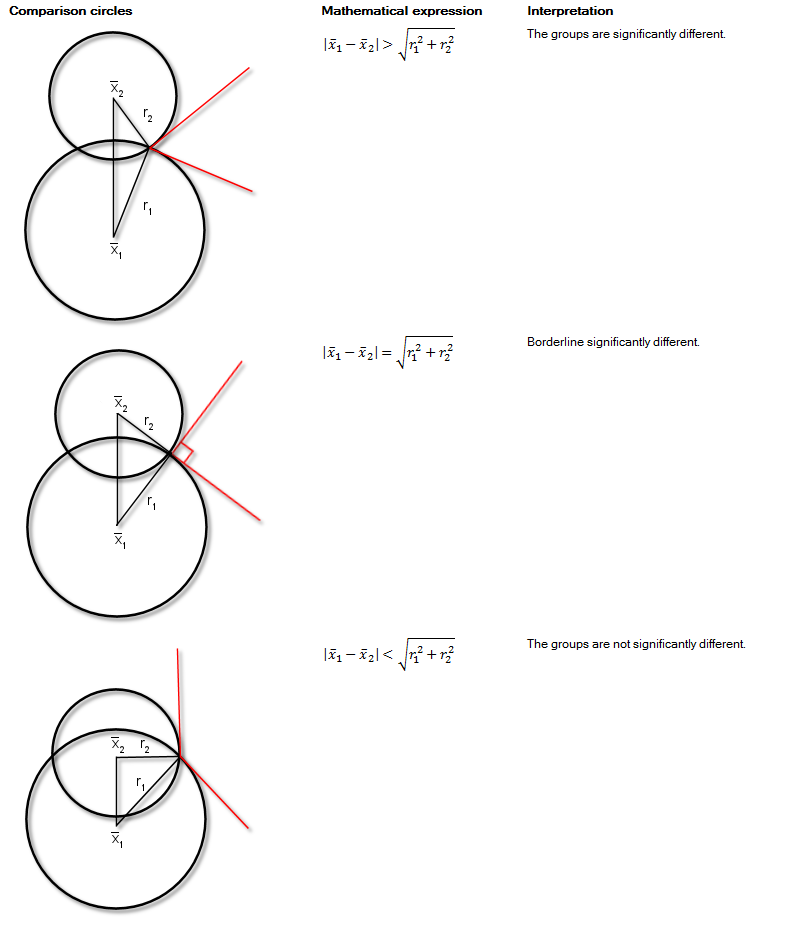 Comparison circles Mathematical expression Interpretation
|x̄₁ − x̄₂| > √(r₁² + r₂²) The groups are significantly different.
x̄₂
r₂
r₁
x̄₁
|x̄₁ − x̄₂| = √(r₁² + r₂²) Borderline significantly different.
x̄₂
r₂
r₁
x̄₁
|x̄₁ − x̄₂| < √(r₁² + r₂²) The groups are not significantly different.
x̄₂ r₂
r₁
x̄₁